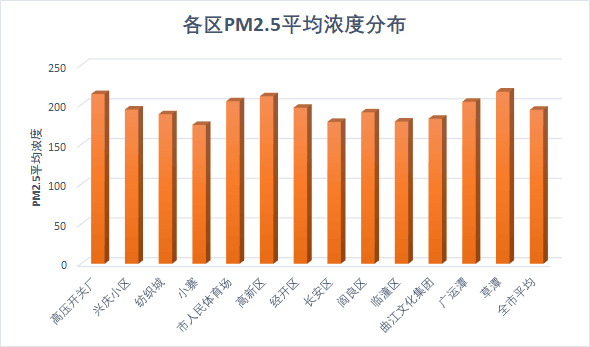 各区PM2.5平均浓度分布
250
200
150
100
50
0
PM2.5平均浓度
高压开关厂
兴庆小区
纺织城
小寨
市人民体育场
高新区
经开区
长安区
阎良区
临潼区
曲江文化集团
广运潭
草潭
全市平均